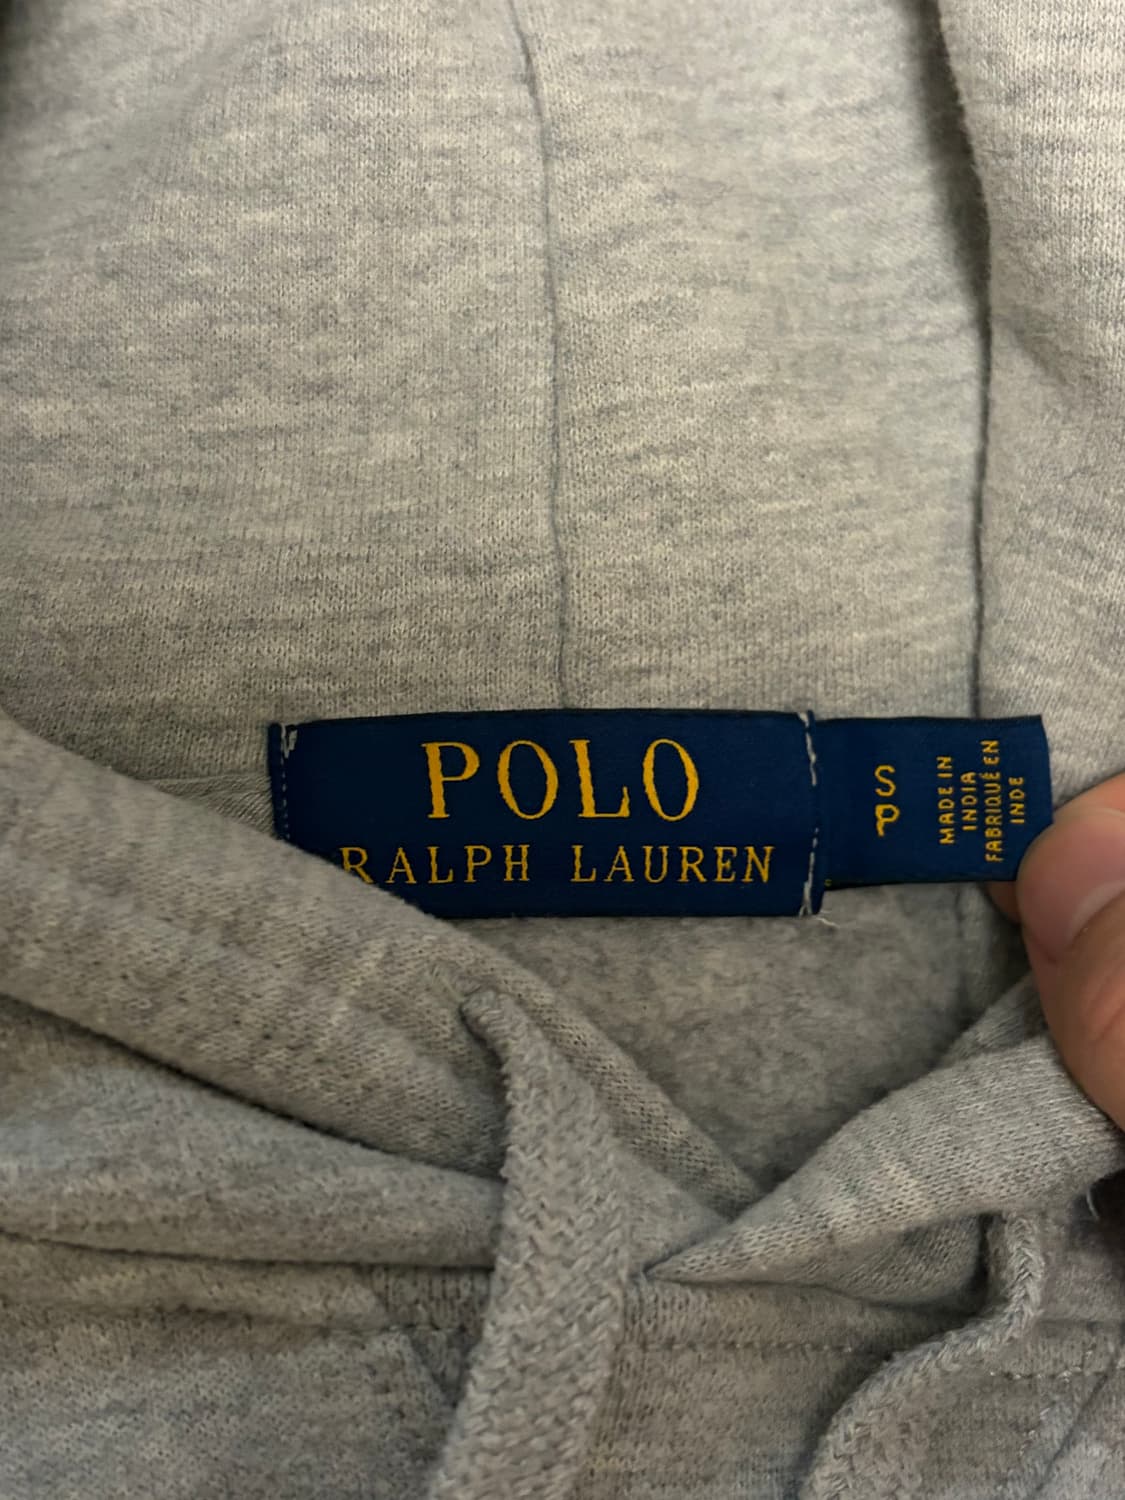 POLO
RALPH LAUREN
S
P
MADE IN
INDIA
FABRIQUÉ EN
INDE